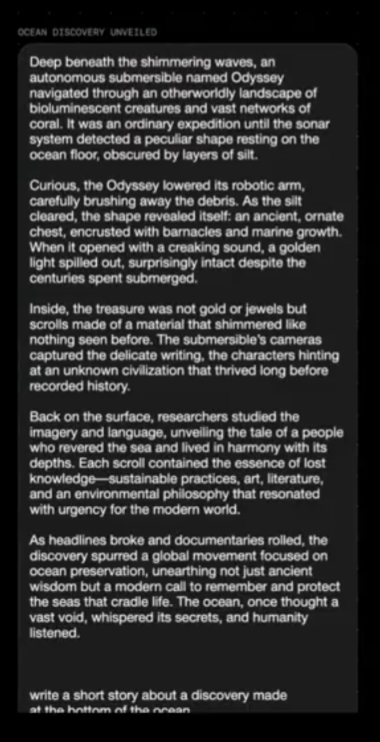 OCEAN DISCOVERY UNVEILED
Deep beneath the shimmering waves, an
autonomous submersible named Odyssey
navigated through an otherworldly landscape of
bioluminescent creatures and vast networks of
coral. It was an ordinary expedition until the sonar
system detected a peculiar shape resting on the
ocean floor, obscured by layers of silt.
Curious, the Odyssey lowered its robotic arm,
carefully brushing away the debris. As the silt
cleared, the shape revealed itself: an ancient, ornate
chest, encrusted with barnacles and marine growth.
When it opened with a creaking sound, a golden
light spilled out, surprisingly intact despite the
centuries spent submerged.
Inside, the treasure was not gold or jewels but
scrolls made of a material that shimmered like
nothing seen before. The submersible's cameras
captured the delicate writing, the characters hinting
at an unknown civilization that thrived long before
recorded history.
Back on the surface, researchers studied the
imagery and language, unveiling the tale of a people
who revered the sea and lived in harmony with its
depths. Each scroll contained the essence of lost
knowledge—sustainable practices, art, literature,
and an environmental philosophy that resonated
with urgency for the modern world.
As headlines broke and documentaries rolled, the
discovery spurred a global movement focused on
ocean preservation, unearthing not just ancient
wisdom but a modern call to remember and protect
the seas that cradle life. The ocean, once thought a
vast void, whispered its secrets, and humanity
listened.
write a short story about a discovery made
at the bottom of the ocean